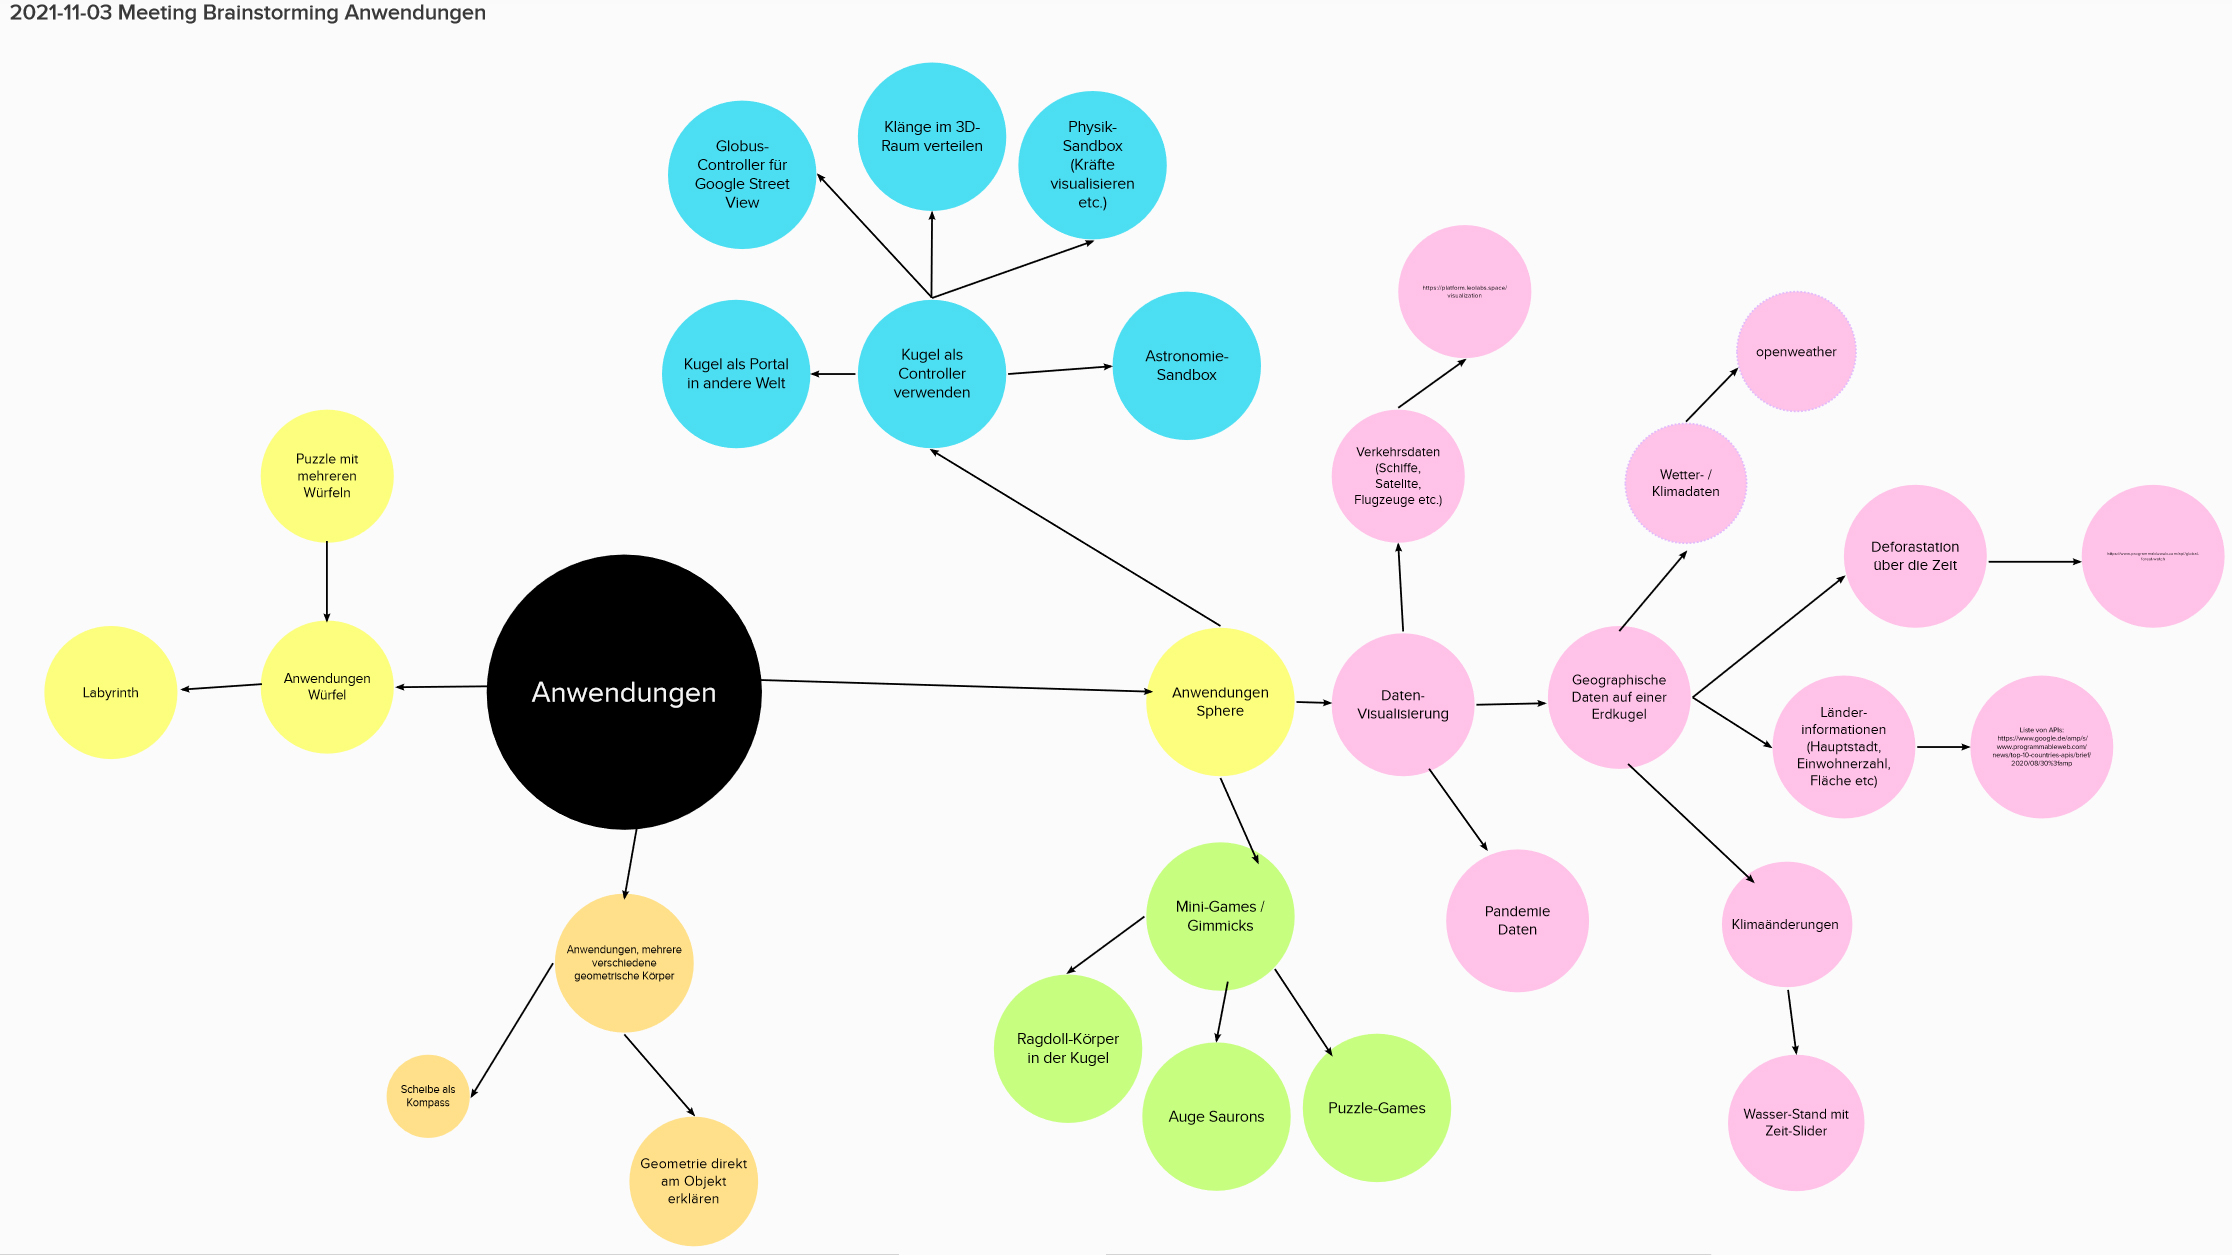 2021-11-03 Meeting Brainstorming Anwendungen
Globus-
Controller für
Google Street
View
Klänge im 3D-
Raum verteilen
Physik-
Sandbox
(Kräfte
visualisieren
etc.)
Kugel als Portal
in andere Welt
Kugel als
Controller
verwenden
Astronomie-
Sandbox
https://platform.leolabs.space/
visualization
openweather
Puzzle mit
mehreren
Würfeln
Verkehrsdaten
(Schiffe,
Satelite,
Flugzeuge etc.)
Wetter- /
Klimadaten
Deforastation
über die Zeit
Labyrinth
Anwendungen
Würfel
Anwendungen
Anwendungen
Sphere
Daten-
Visualisierung
Geographische
Daten auf einer
Erdkugel
Länder-
informationen
(Hauptstadt,
Einwohnerzahl,
Fläche etc)
Liste von APIs:
https://www.google.de/amp/s/
www.programmableweb.com/
news/top-10-countries-apis/brief/
2020/08/30%3famp
Anwendungen, mehrere
verschiedene
geometrische Körper
Mini-Games /
Gimmicks
Pandemie
Daten
Klimaänderungen
Scheibe als
Kompass
Geometrie direkt
am Objekt
erklären
Ragdoll-Körper
in der Kugel
Auge Saurons
Puzzle-Games
Wasser-Stand mit
Zeit-Slider